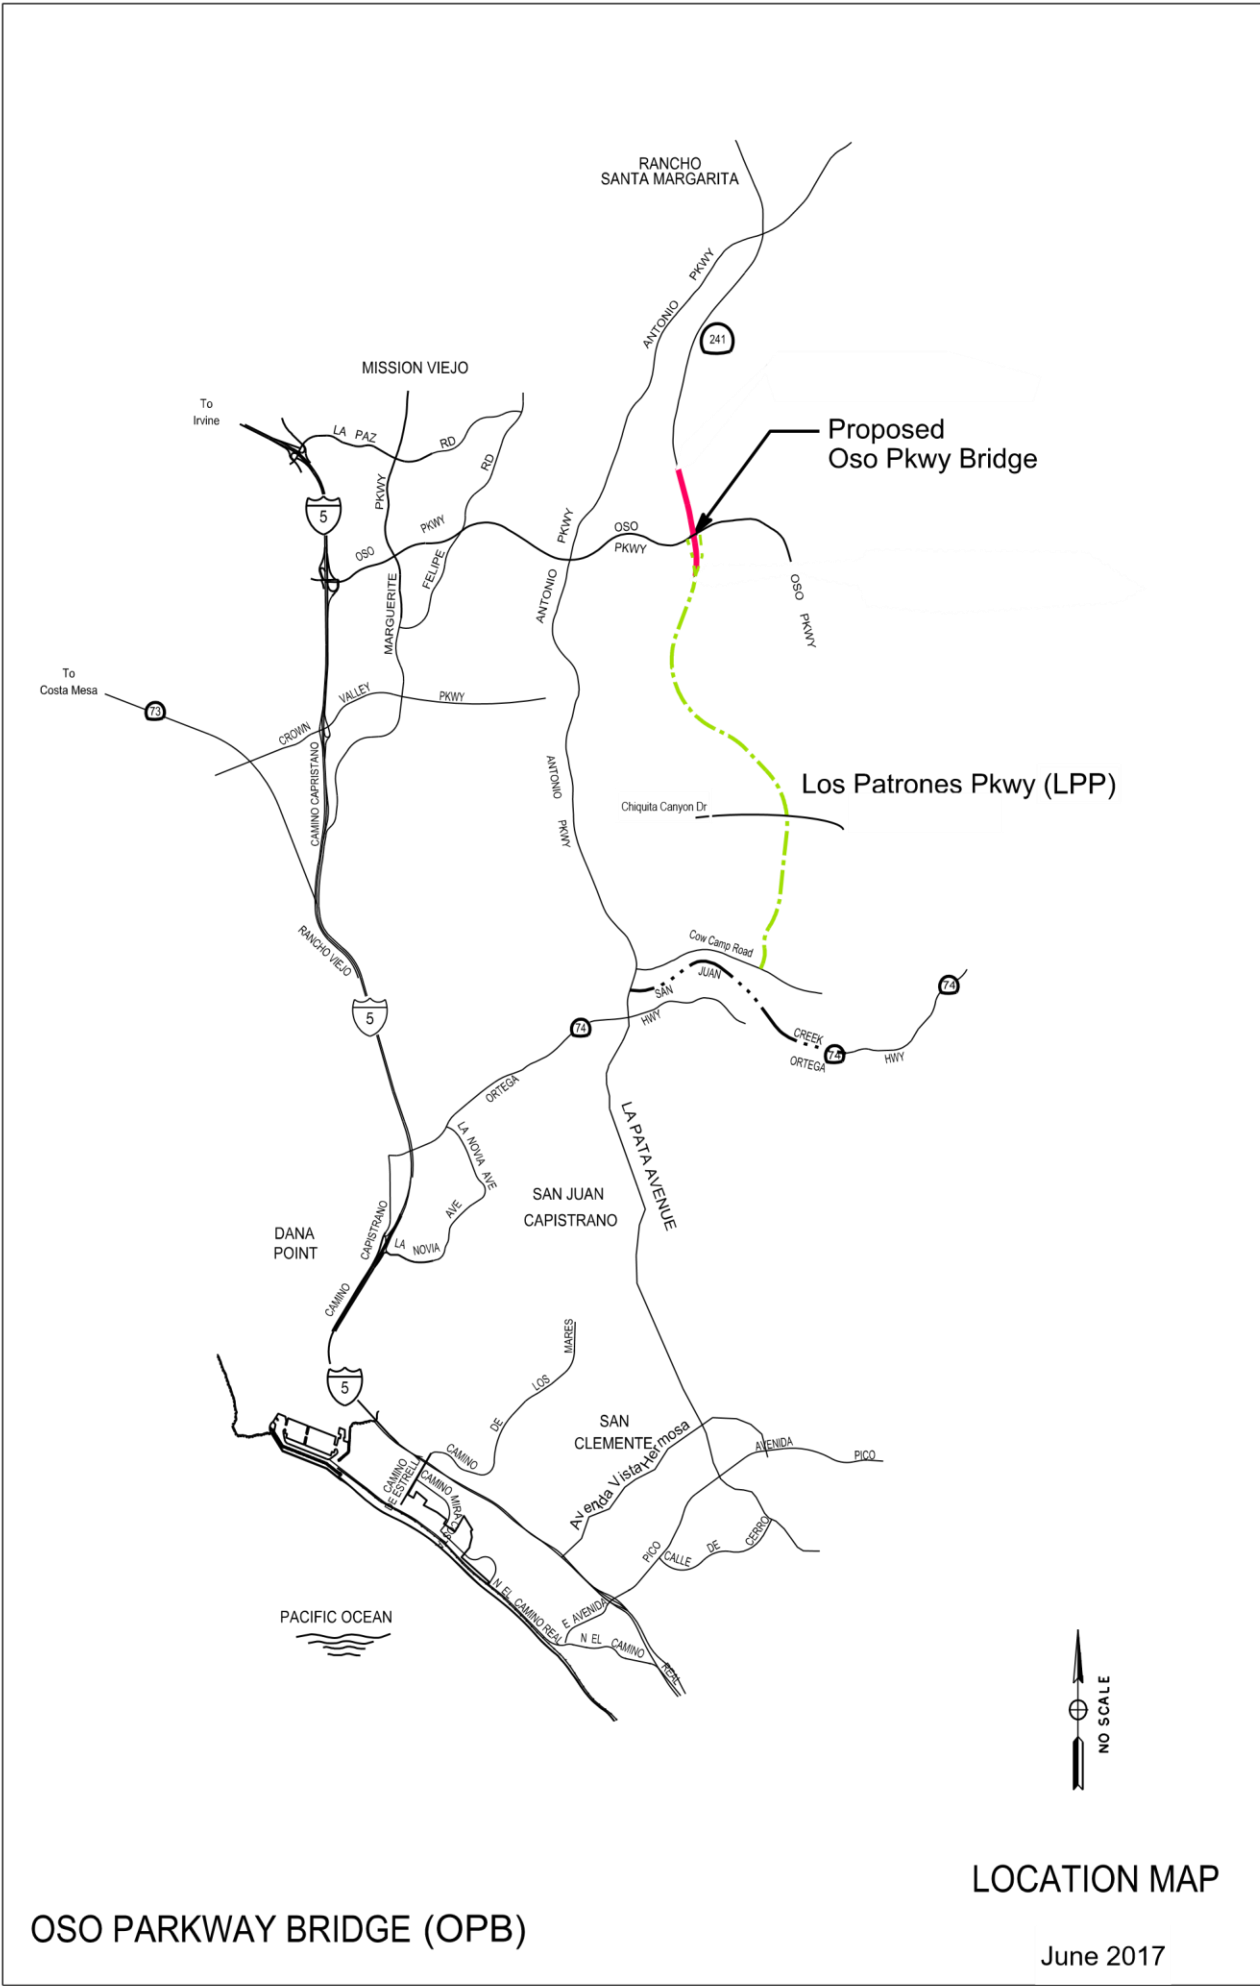 RANCHO
SANTA MARGARITA
ANTONIO PKWY
241
MISSION VIEJO
To
Irvine
LA PAZ RD
Proposed
Oso Pkwy Bridge
5
MARGUERITE PKWY
FELIPE RD
OSO PKWY
ANTONIO PKWY
OSO
PKWY
OSO PKWY
To
Costa Mesa
73
CROWN VALLEY PKWY
CAMINO CAPRISTANO
ANTONIO PKWY
Los Patrones Pkwy (LPP)
Chiquita Canyon Dr
RANCHO VIEJO
Cow Camp Road
SAN JUAN CREEK
5
74
ORTEGA HWY
74
ORTEGA HWY
74
LA NOVIA AVE
LA NOVIA AVE
LA PATA AVENUE
SAN JUAN
CAPISTRANO
DANA
POINT
CAMINO CAPISTRANO
5
CAMINO DE LOS MARES
SAN
CLEMENTE
Avenda Vista Hermosa
AVENIDA PICO
CAMINO
DE ESTRELL
CAMINO MIRA
PICO
CALLE DE CERRO
E AVENIDA
N EL CAMINO REAL
N EL CAMINO REAL
PACIFIC OCEAN
NO SCALE
LOCATION MAP
OSO PARKWAY BRIDGE (OPB)
June 2017